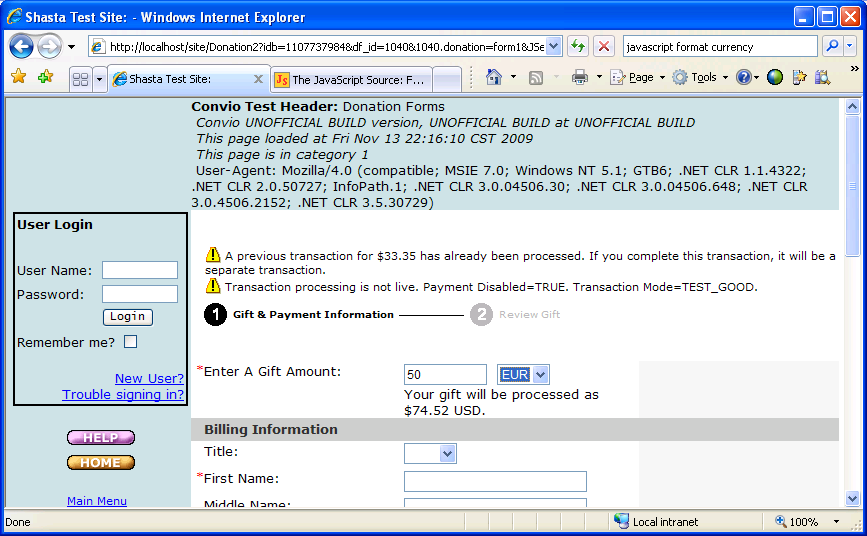 Shasta Test Site: - Windows Internet Explorer
http://localhost/site/Donation2?idb=1107737984&df_id=1040&1040.donation=form1&JSe
javascript format currency
Shasta Test Site:
JS The JavaScript Source: F...
Page
Tools
Convio Test Header: Donation Forms
Convio UNOFFICIAL BUILD version, UNOFFICIAL BUILD at UNOFFICIAL BUILD
This page loaded at Fri Nov 13 22:16:10 CST 2009
This page is in category 1
User-Agent: Mozilla/4.0 (compatible; MSIE 7.0; Windows NT 5.1; GTB6; .NET CLR 1.1.4322;
.NET CLR 2.0.50727; InfoPath.1; .NET CLR 3.0.04506.30; .NET CLR 3.0.04506.648; .NET CLR
3.0.4506.2152; .NET CLR 3.5.30729)
User Login
User Name:
Password:
Login
Remember me?
New User?
Trouble signing in?
HELP
HOME
Main Menu
A previous transaction for $33.35 has already been processed. If you complete this transaction, it will be a
separate transaction.
Transaction processing is not live. Payment Disabled=TRUE. Transaction Mode=TEST_GOOD.
1 Gift & Payment Information 2 Review Gift
*Enter A Gift Amount: 50 EUR
Your gift will be processed as
$74.52 USD.
Billing Information
Title:
*First Name:
Middle Name:
Done
Local intranet
100%